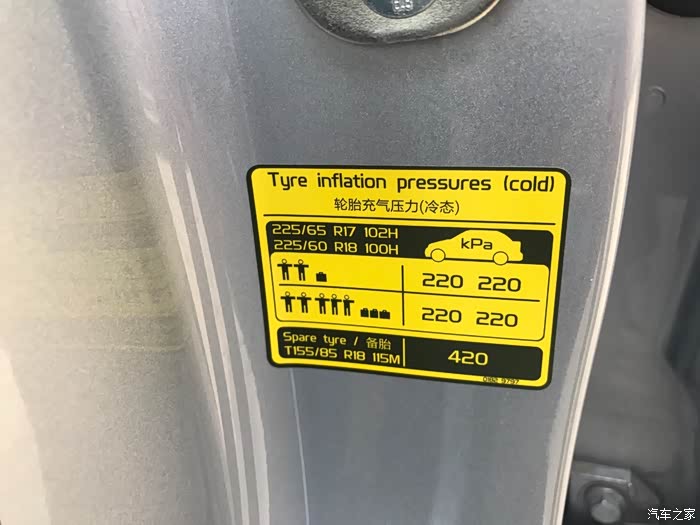 Tyre inflation pressures (cold)
轮胎充气压力(冷态)
225/65 R17 102H
225/60 R18 100H
kPa
220 220
220 220
Spare tyre / 备胎
T155/85 R18 115M
420
汽车之家